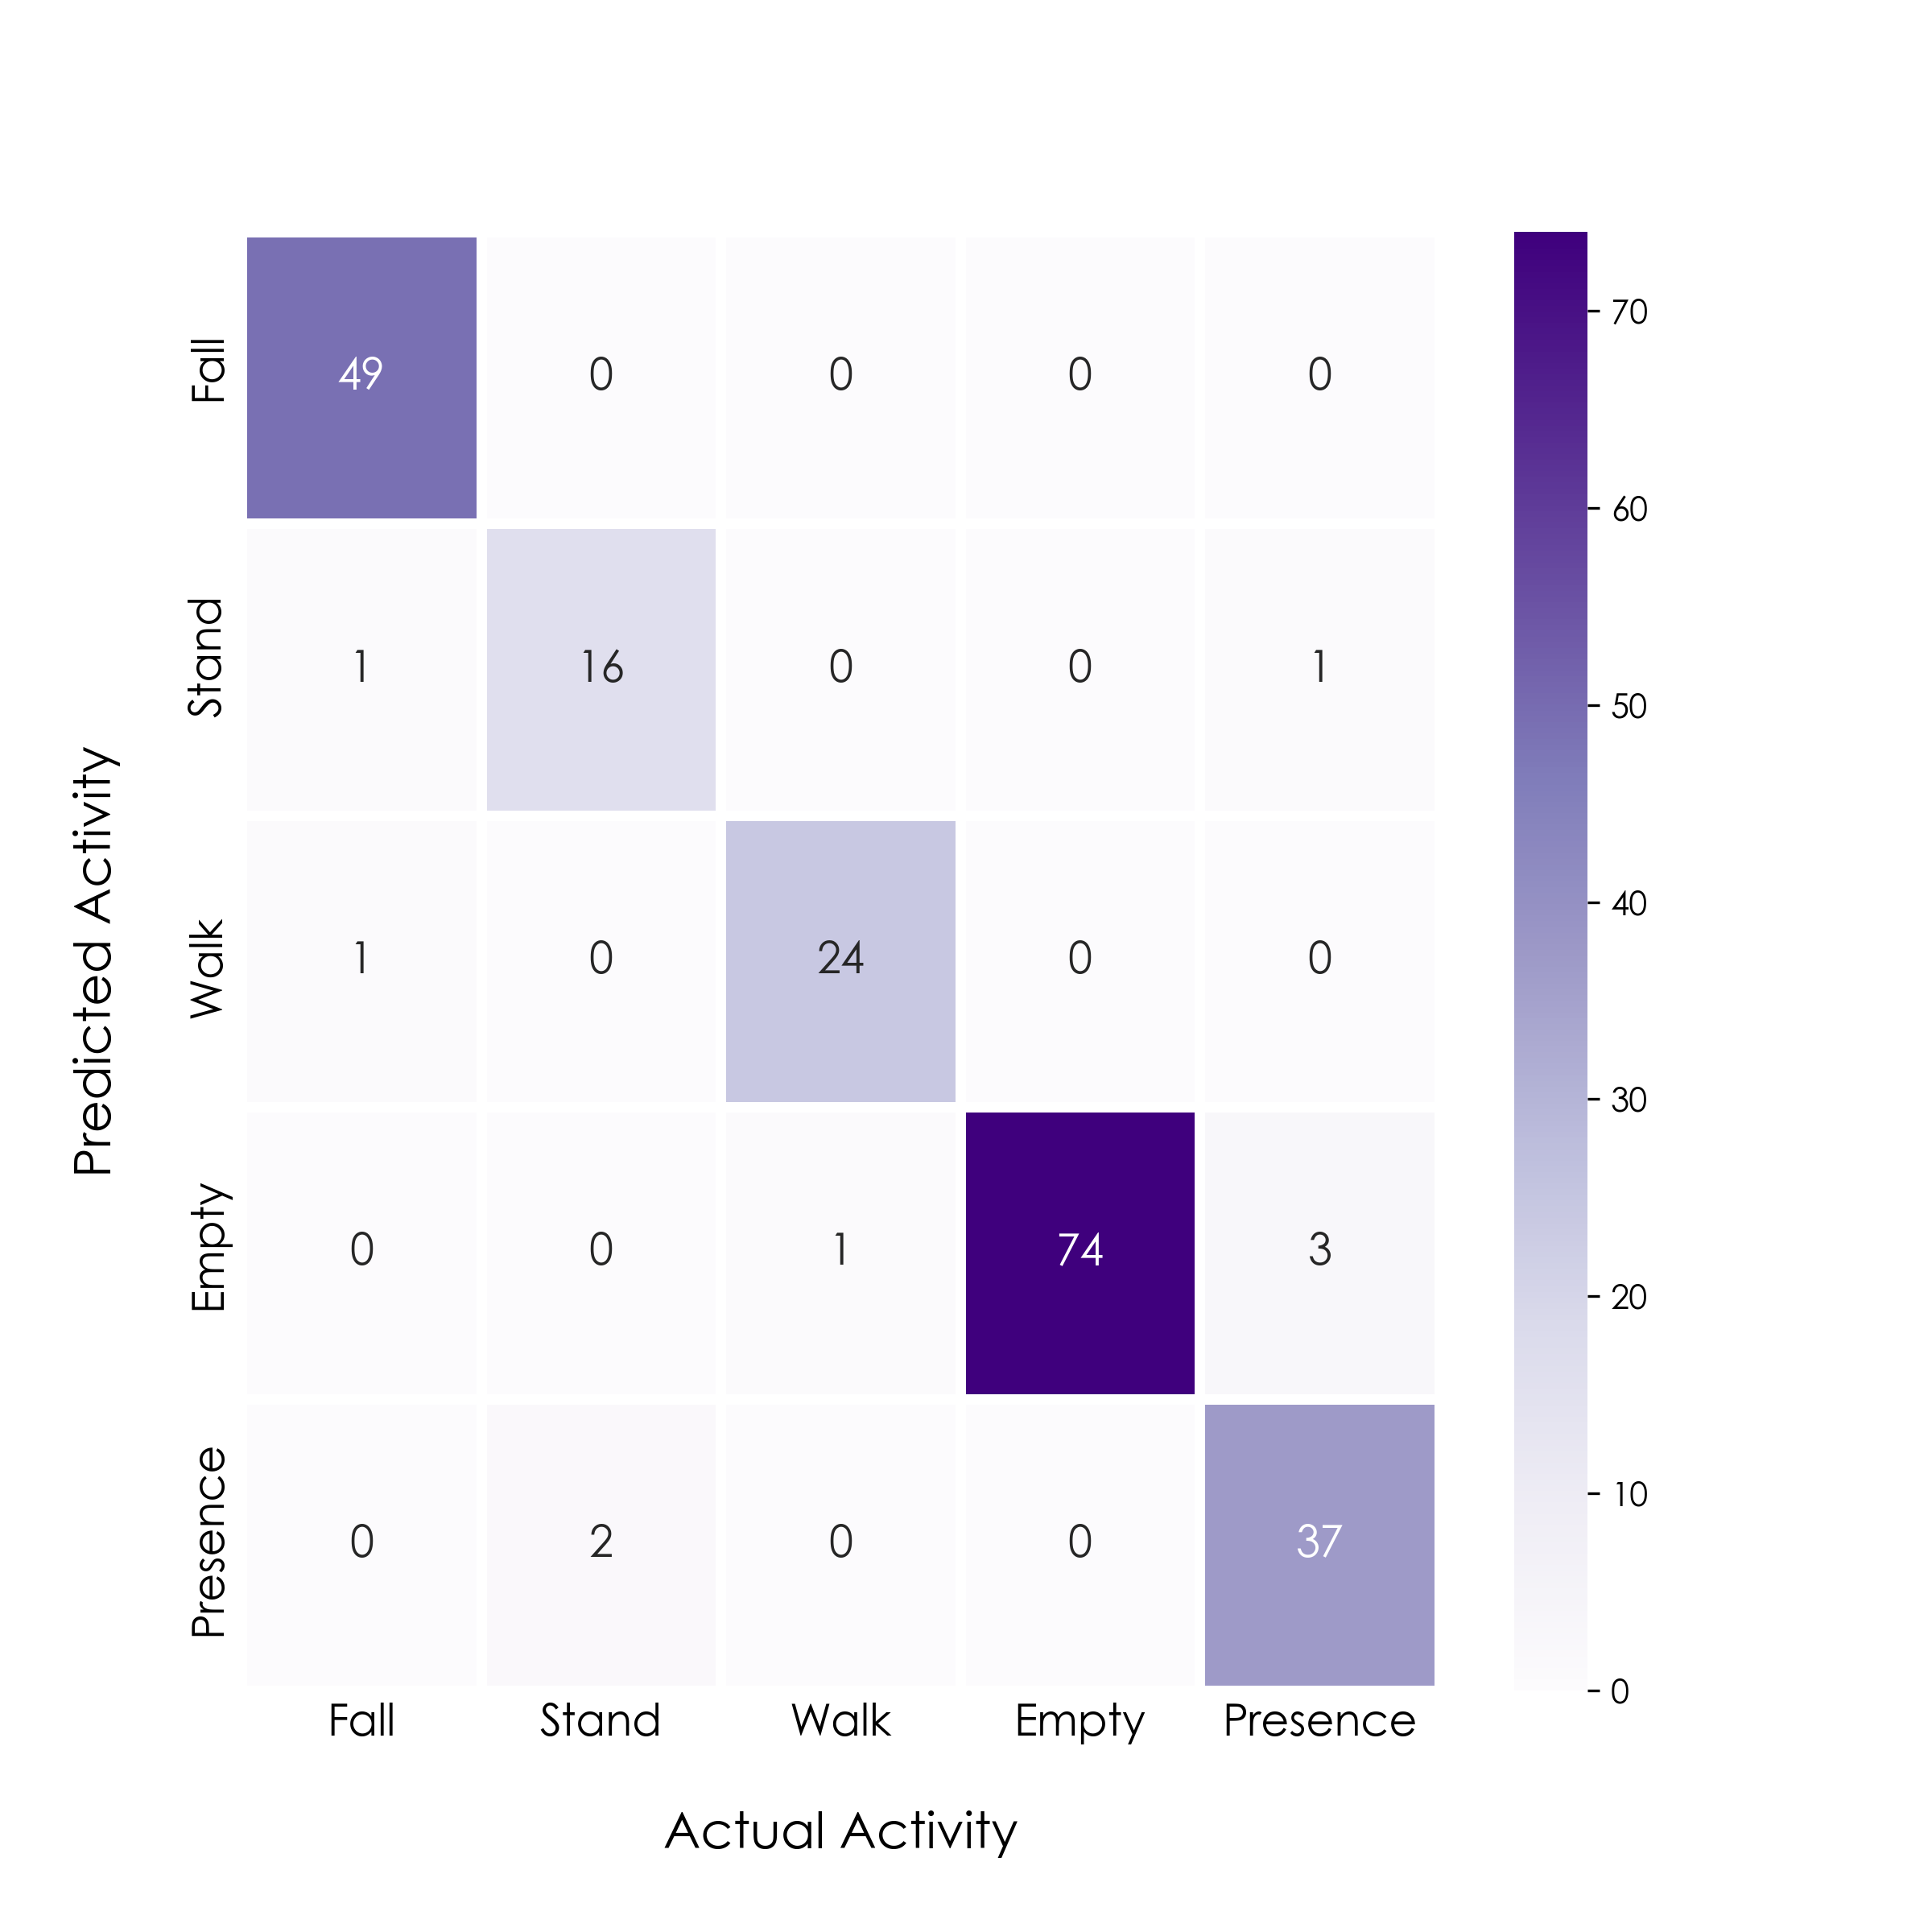 Predicted Activity
Fall 49 0 0 0 0
Stand 1 16 0 0 1
Walk 1 0 24 0 0
Empty 0 0 1 74 3
Presence 0 2 0 0 37
Fall Stand Walk Empty Presence
Actual Activity
70
60
50
40
30
20
10
0